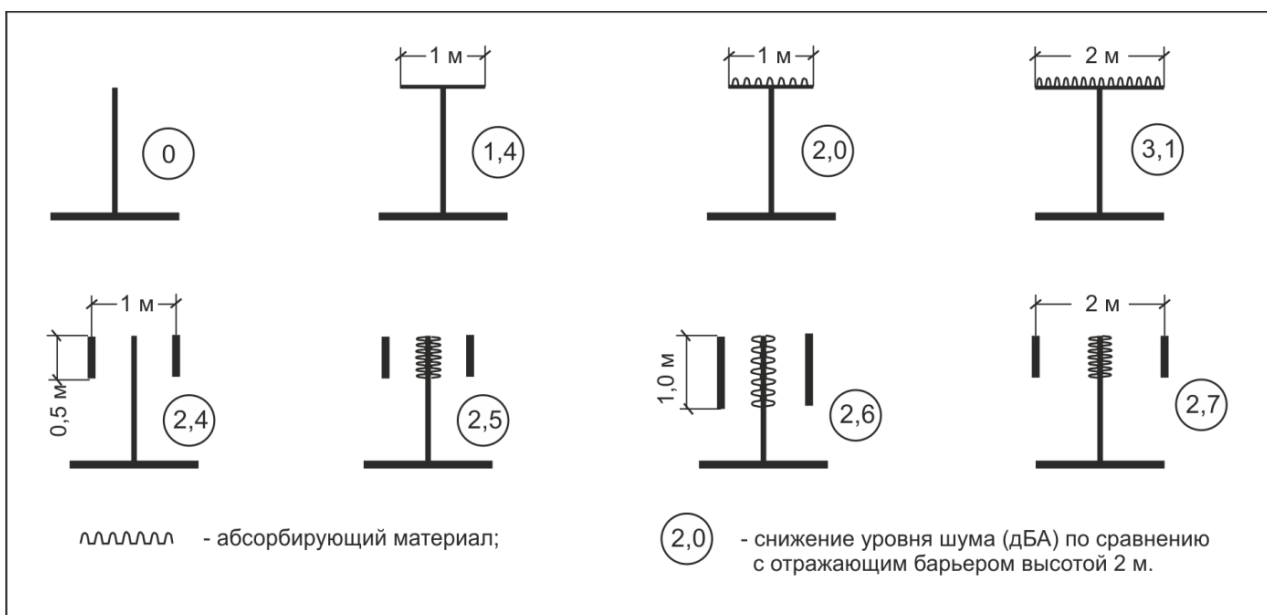 1 м
1 м
2 м
0
1,4
2,0
3,1
1 м
2 м
0,5 м
1,0 м
2,4
2,5
2,6
2,7
- абсорбирующий материал;
2,0
- снижение уровня шума (дБА) по сравнению
с отражающим барьером высотой 2 м.